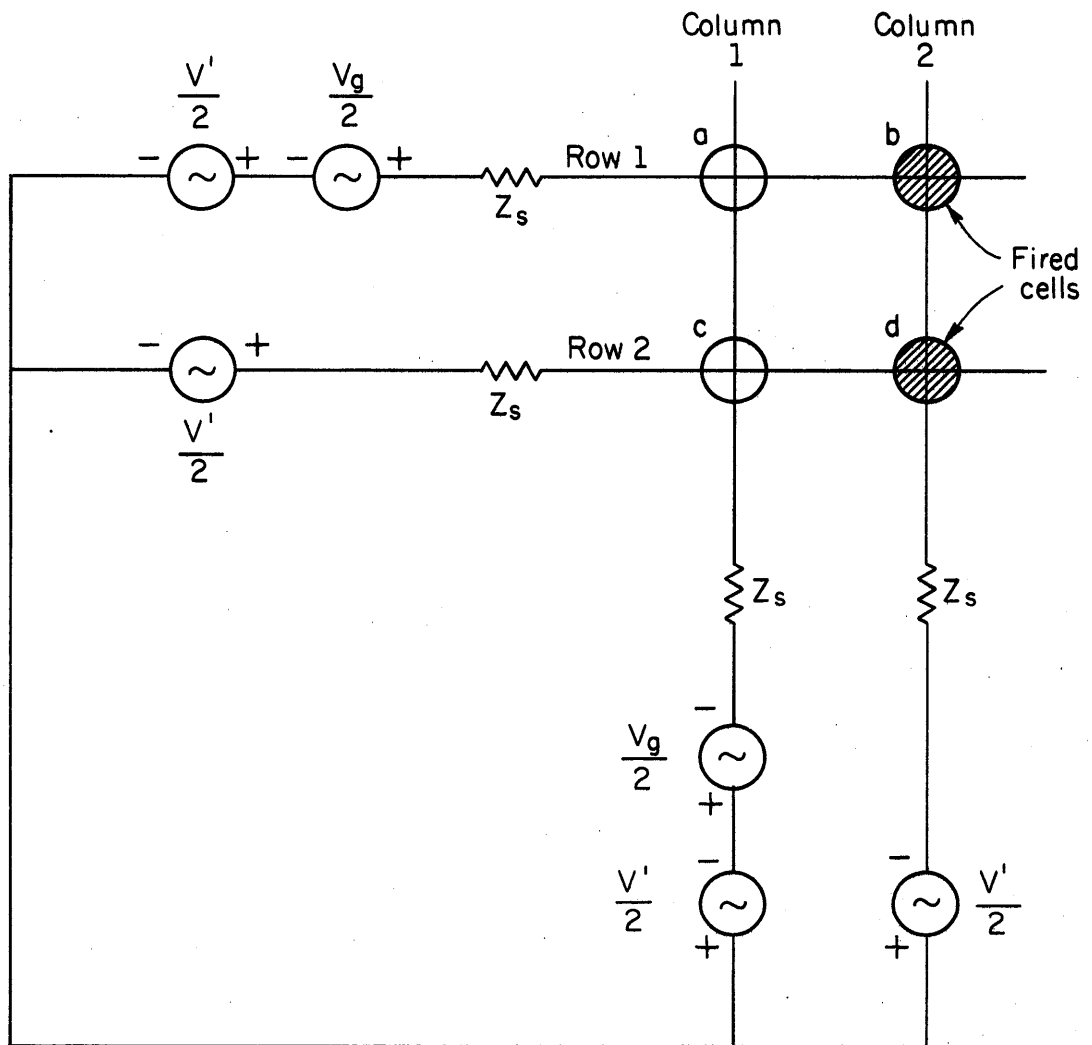 Column
1
Column
2
V'
2
Vg
2
a
b
- + - +
Row 1
Zs
Fired
cells
c
d
- +
Row 2
Zs
V'
2
Zs
Zs
-
Vg
2
+
-
V'
2
+
-
V'
2
+